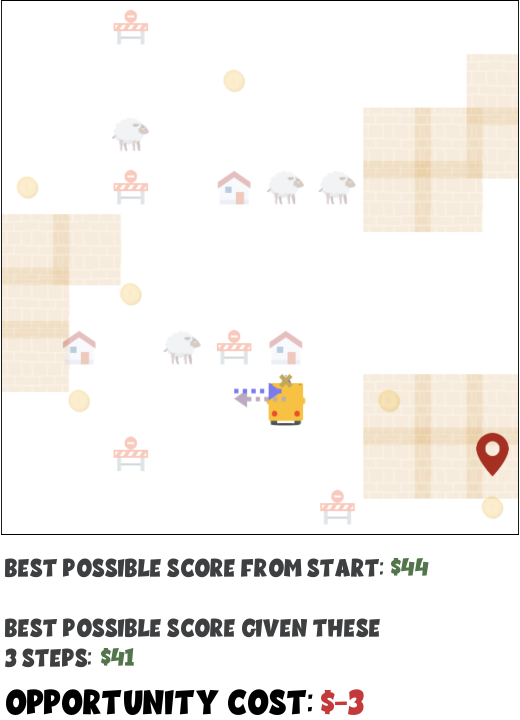 BEST POSSIBLE SCORE FROM START: $44
BEST POSSIBLE SCORE GIVEN THESE
3 STEPS: $41
OPPORTUNITY COST: $-3